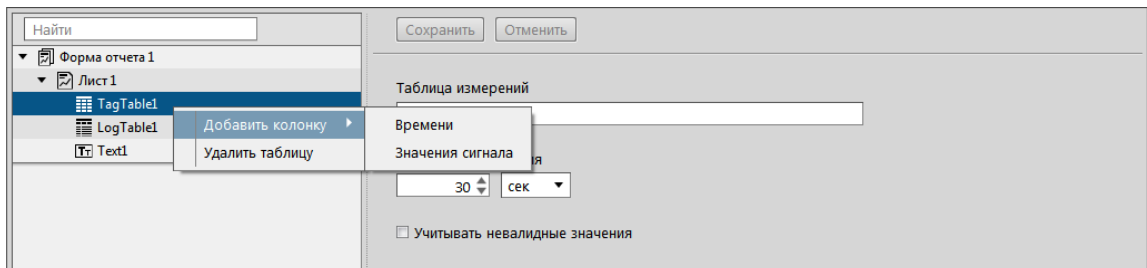 Найти
Сохранить Отменить
Форма отчета 1
Лист 1
Таблица измерений
TagTable1
LogTable1
Добавить колонку
Времени
Text1
Удалить таблицу
Значения сигнала
30 сек
Учитывать невалидные значения